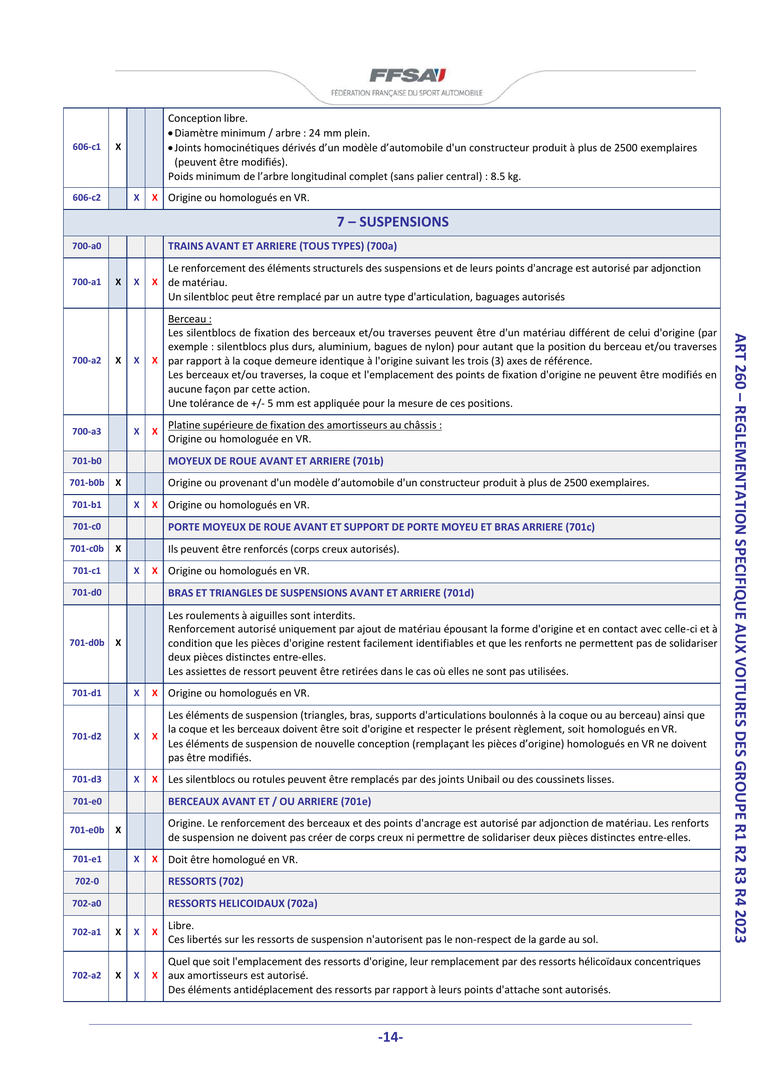 FFSA
FÉDÉRATION FRANÇAISE DU SPORT AUTOMOBILE
606-c1 X Conception libre.
• Diamètre minimum / arbre : 24 mm plein.
• Joints homocinétiques dérivés d’un modèle d’automobile d'un constructeur produit à plus de 2500 exemplaires
(peuvent être modifiés).
Poids minimum de l’arbre longitudinal complet (sans palier central) : 8.5 kg.
606-c2 X X Origine ou homologués en VR.
7 – SUSPENSIONS
700-a0 TRAINS AVANT ET ARRIERE (TOUS TYPES) (700a)
700-a1 X X X Le renforcement des éléments structurels des suspensions et de leurs points d'ancrage est autorisé par adjonction
de matériau.
Un silentbloc peut être remplacé par un autre type d'articulation, baguages autorisés
700-a2 X X X Berceau :
Les silentblocs de fixation des berceaux et/ou traverses peuvent être d'un matériau différent de celui d'origine (par
exemple : silentblocs plus durs, aluminium, bagues de nylon) pour autant que la position du berceau et/ou traverses
par rapport à la coque demeure identique à l'origine suivant les trois (3) axes de référence.
Les berceaux et/ou traverses, la coque et l'emplacement des points de fixation d'origine ne peuvent être modifiés en
aucune façon par cette action.
Une tolérance de +/- 5 mm est appliquée pour la mesure de ces positions.
700-a3 X X Platine supérieure de fixation des amortisseurs au châssis :
Origine ou homologuée en VR.
701-b0 MOYEUX DE ROUE AVANT ET ARRIERE (701b)
701-b0b X Origine ou provenant d'un modèle d’automobile d'un constructeur produit à plus de 2500 exemplaires.
701-b1 X X Origine ou homologués en VR.
701-c0 PORTE MOYEUX DE ROUE AVANT ET SUPPORT DE PORTE MOYEU ET BRAS ARRIERE (701c)
701-c0b X Ils peuvent être renforcés (corps creux autorisés).
701-c1 X X Origine ou homologués en VR.
701-d0 BRAS ET TRIANGLES DE SUSPENSIONS AVANT ET ARRIERE (701d)
701-d0b X Les roulements à aiguilles sont interdits.
Renforcement autorisé uniquement par ajout de matériau épousant la forme d'origine et en contact avec celle-ci et à
condition que les pièces d'origine restent facilement identifiables et que les renforts ne permettent pas de solidariser
deux pièces distinctes entre-elles.
Les assiettes de ressort peuvent être retirées dans le cas où elles ne sont pas utilisées.
701-d1 X X Origine ou homologués en VR.
701-d2 X X Les éléments de suspension (triangles, bras, supports d'articulations boulonnés à la coque ou au berceau) ainsi que
la coque et les berceaux doivent être soit d'origine et respecter le présent règlement, soit homologués en VR.
Les éléments de suspension de nouvelle conception (remplaçant les pièces d’origine) homologués en VR ne doivent
pas être modifiés.
701-d3 X X Les silentblocs ou rotules peuvent être remplacés par des joints Unibail ou des coussinets lisses.
701-e0 BERCEAUX AVANT ET / OU ARRIERE (701e)
701-e0b X Origine. Le renforcement des berceaux et des points d'ancrage est autorisé par adjonction de matériau. Les renforts
de suspension ne doivent pas créer de corps creux ni permettre de solidariser deux pièces distinctes entre-elles.
701-e1 X X Doit être homologué en VR.
702-0 RESSORTS (702)
702-a0 RESSORTS HELICOIDAUX (702a)
702-a1 X X X Libre.
Ces libertés sur les ressorts de suspension n'autorisent pas le non-respect de la garde au sol.
702-a2 X X X Quel que soit l'emplacement des ressorts d'origine, leur remplacement par des ressorts hélicoïdaux concentriques
aux amortisseurs est autorisé.
Des éléments antidéplacement des ressorts par rapport à leurs points d'attache sont autorisés.
ART 260 – REGLEMENTATION SPECIFIQUE AUX VOITURES DES GROUPE R1 R2 R3 R4 2023
-14-